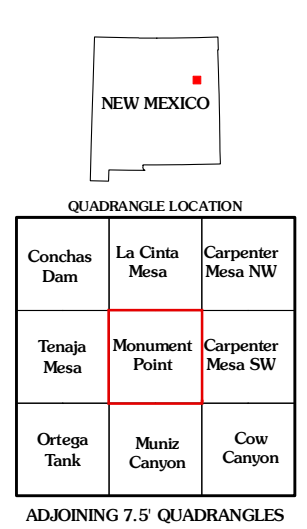 NEW MEXICO
QUADRANGLE LOCATION
Conchas
Dam
La Cinta
Mesa
Carpenter
Mesa NW
Tenaja
Mesa
Monument
Point
Carpenter
Mesa SW
Ortega
Tank
Muniz
Canyon
Cow
Canyon
ADJOINING 7.5' QUADRANGLES